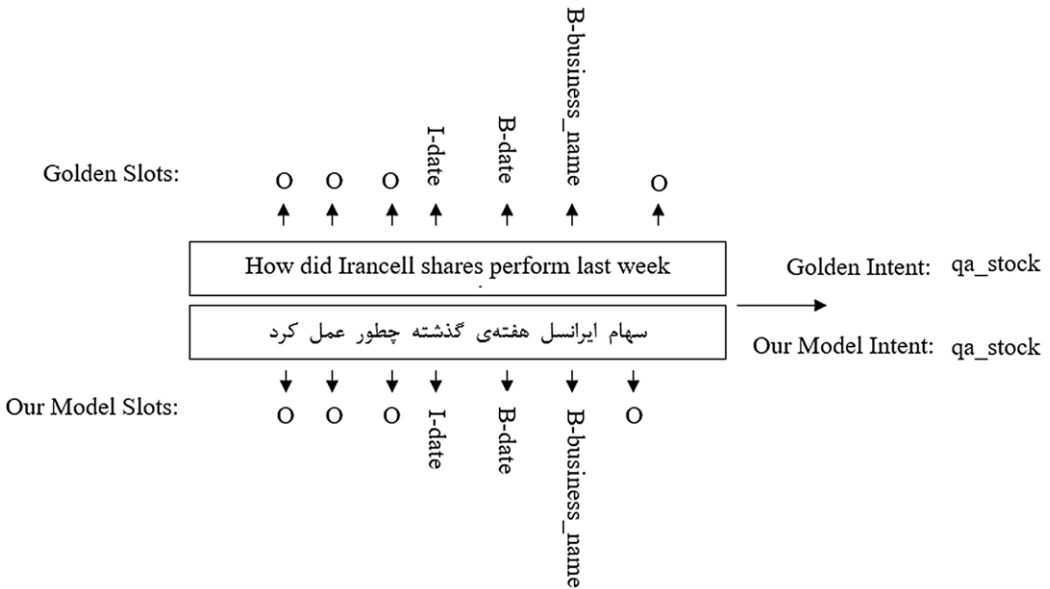 B-business_name
B-date
I-date
Golden Slots: O O O O
How did Irancell shares perform last week
Golden Intent: qa_stock
سهام ایرانسل هفته‌ی گذشته چطور عمل کرد
Our Model Intent: qa_stock
Our Model Slots: O O O I-date B-date B-business_name O